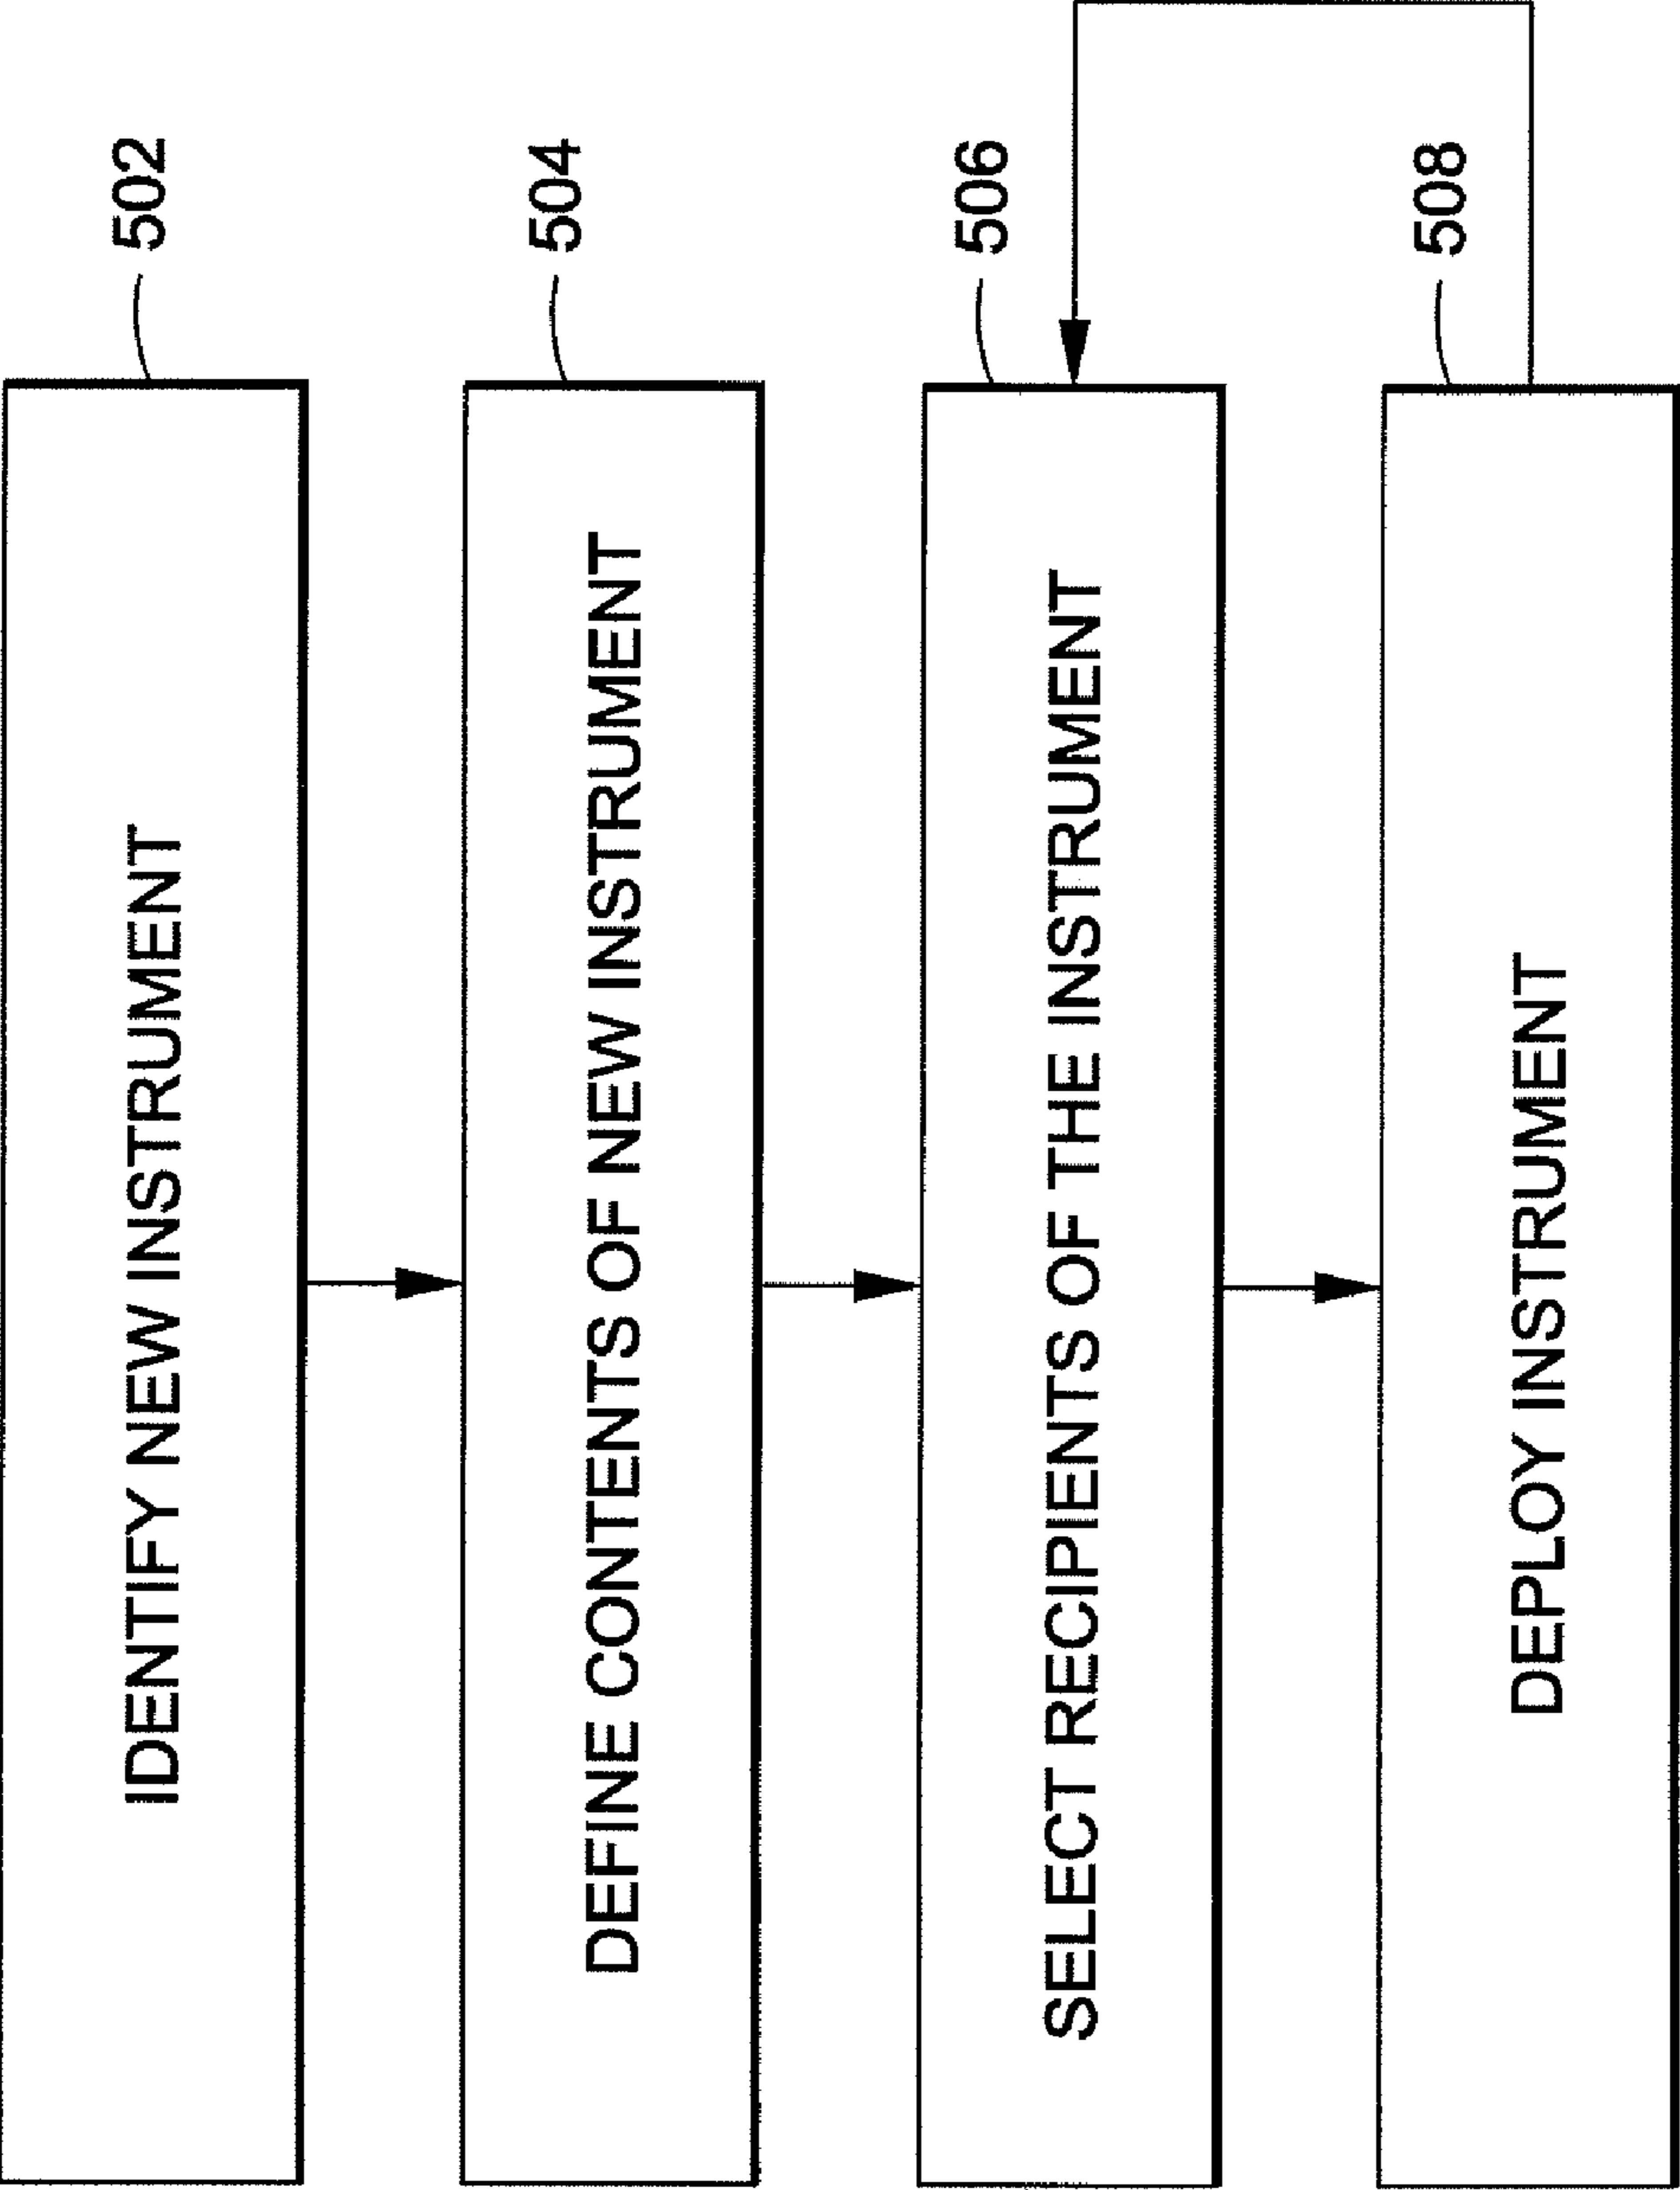 502
IDENTIFY NEW INSTRUMENT
504
DEFINE CONTENTS OF NEW INSTRUMENT
506
SELECT RECIPIENTS OF THE INSTRUMENT
508
DEPLOY INSTRUMENT